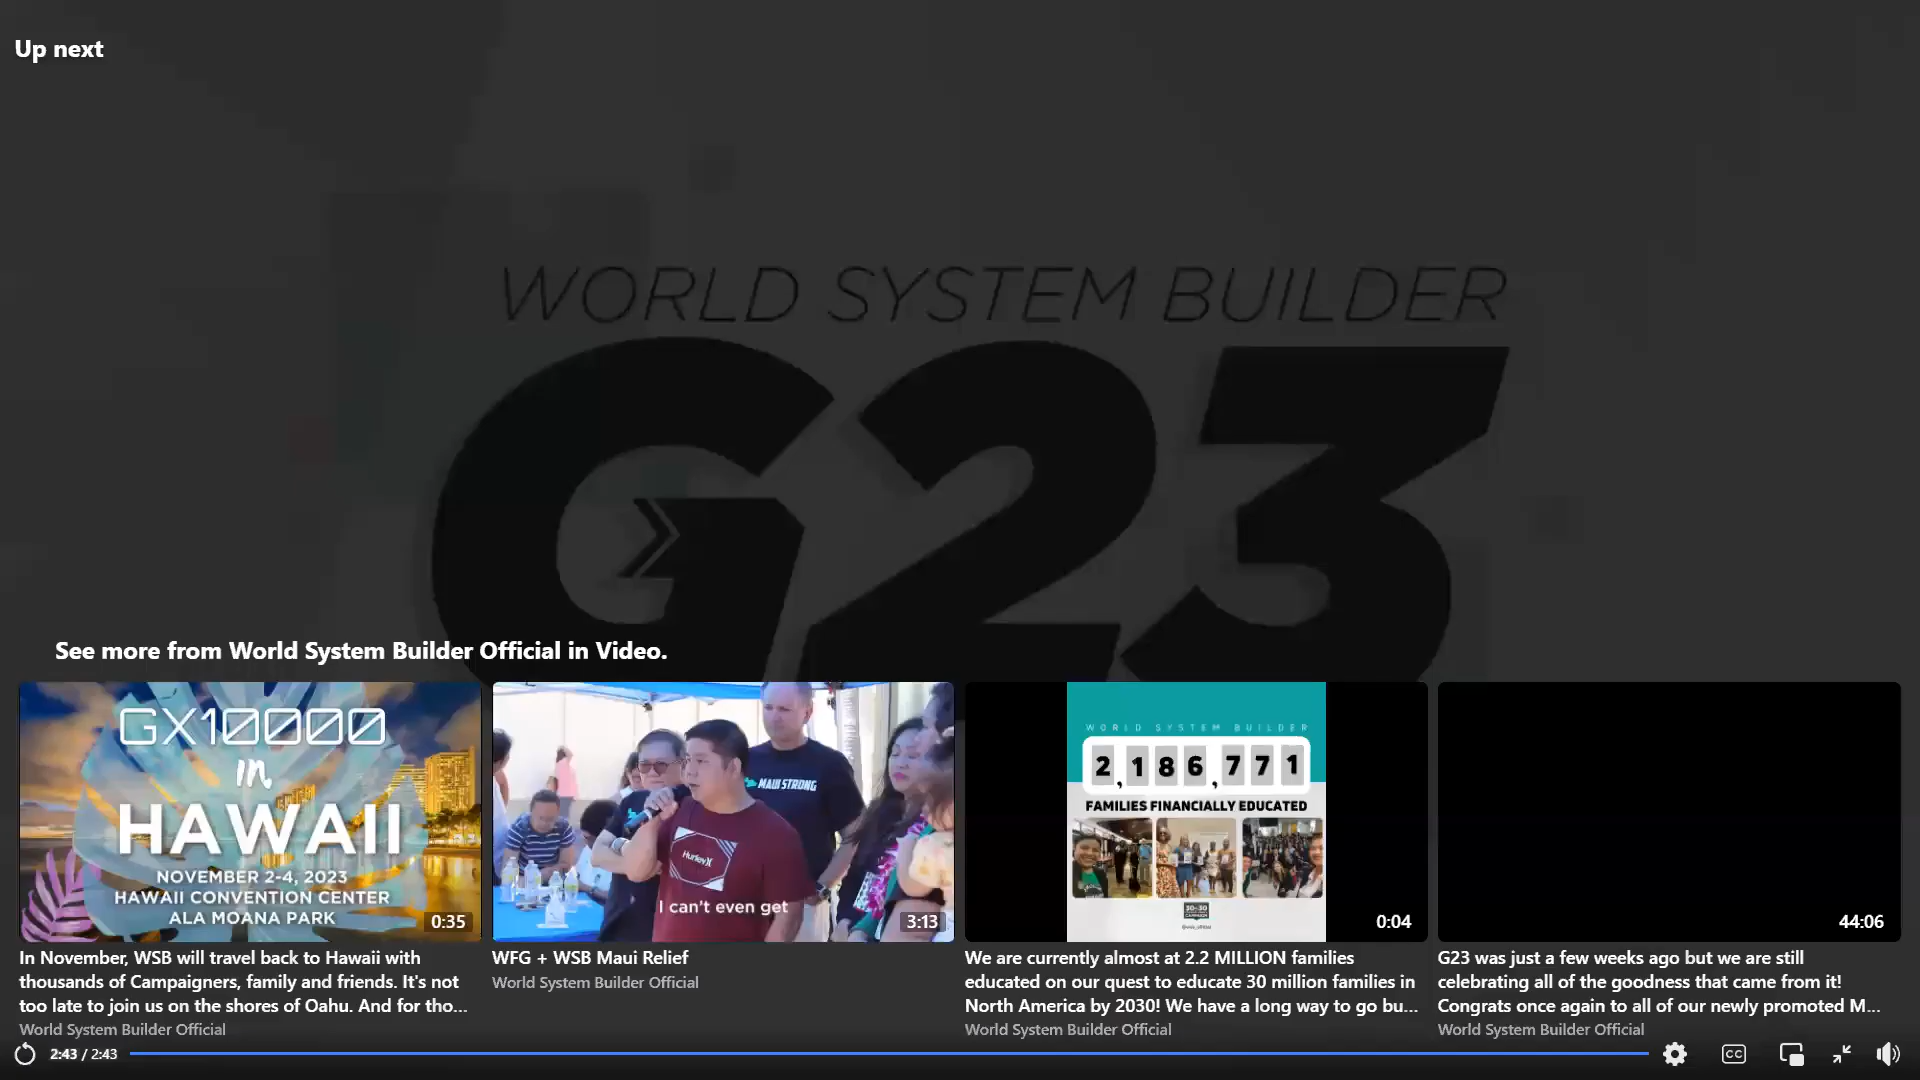 Up next
WORLD SYSTEM BUILDER
G23
See more from World System Builder Official in Video.
GX10000
in
HAWAII
NOVEMBER 2-4, 2023
HAWAII CONVENTION CENTER
ALA MOANA PARK
0:35
In November, WSB will travel back to Hawaii with
thousands of Campaigners, family and friends. It's not
too late to join us on the shores of Oahu. And for tho...
World System Builder Official
MAUI STRONG
Hurley
I can't even get
3:13
WFG + WSB Maui Relief
World System Builder Official
WORLD SYSTEM BUILDER
2,186,771
FAMILIES FINANCIALLY EDUCATED
30-30
CAMPAIGN
0:04
We are currently almost at 2.2 MILLION families
educated on our quest to educate 30 million families in
North America by 2030! We have a long way to go bu...
World System Builder Official
44:06
G23 was just a few weeks ago but we are still
celebrating all of the goodness that came from it!
Congrats once again to all of our newly promoted M...
World System Builder Official
2:43 / 2:43
CC